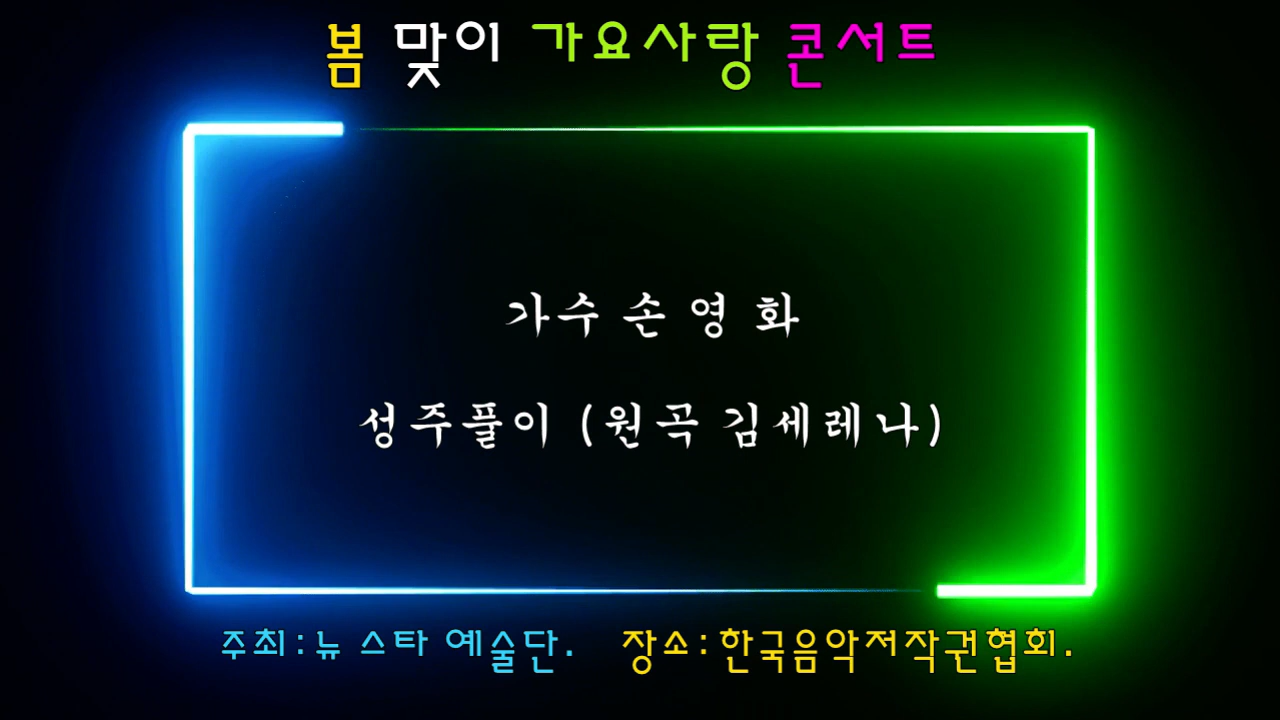 봄 맞이 가요사랑 콘서트
가수 손 영 화
성주풀이 (원곡 김세레나)
주최:뉴 스타 예술단. 장소:한국음악저작권협회.